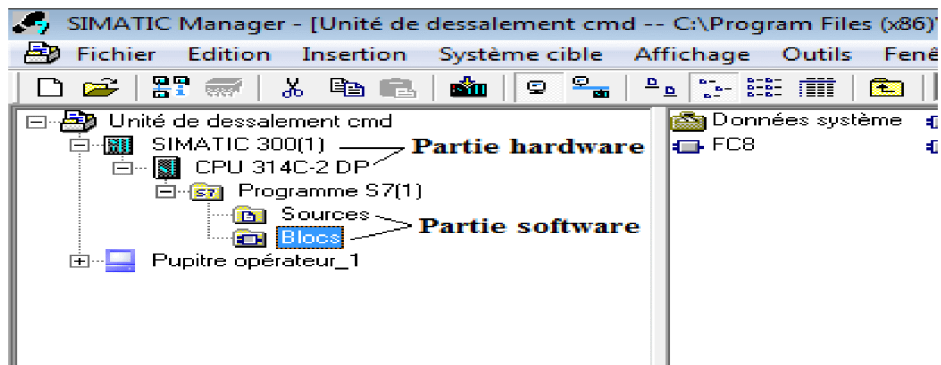 SIMATIC Manager - [Unité de dessalement cmd -- C:\Program Files (x86)
Fichier Edition Insertion Système cible Affichage Outils Fenê
Unité de dessalement cmd
SIMATIC 300(1)
Partie hardware
CPU 314C-2 DP
Programme S7(1)
Sources
Partie software
Blocs
Pupitre opérateur_1
Données système
FC8